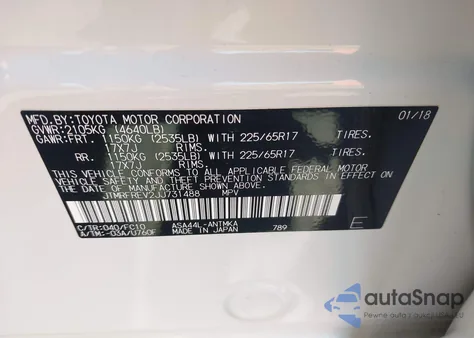 MFD.BY: TOYOTA MOTOR CORPORATION 01/18
GVWR: 2105KG (4640LB)
GAWR: FRT. 1150KG (2535LB) WITH 225/65R17 TIRES.
17X7J RIMS.
RR. 1150KG (2535LB) WITH 225/65R17 TIRES.
17X7J RIMS.
THIS VEHICLE CONFORMS TO ALL APPLICABLE FEDERAL MOTOR
VEHICLE SAFETY AND THEFT PREVENTION STANDARDS IN EFFECT
ON THE DATE OF MANUFACTURE SHOWN ABOVE.
JTMRFREV2JJ731488 MPV
C/TR: 040/FC10 ASA44L-ANTMKA
A/TM: -03A/U760F MADE IN JAPAN 789 E
autoSnap
Pewne auto